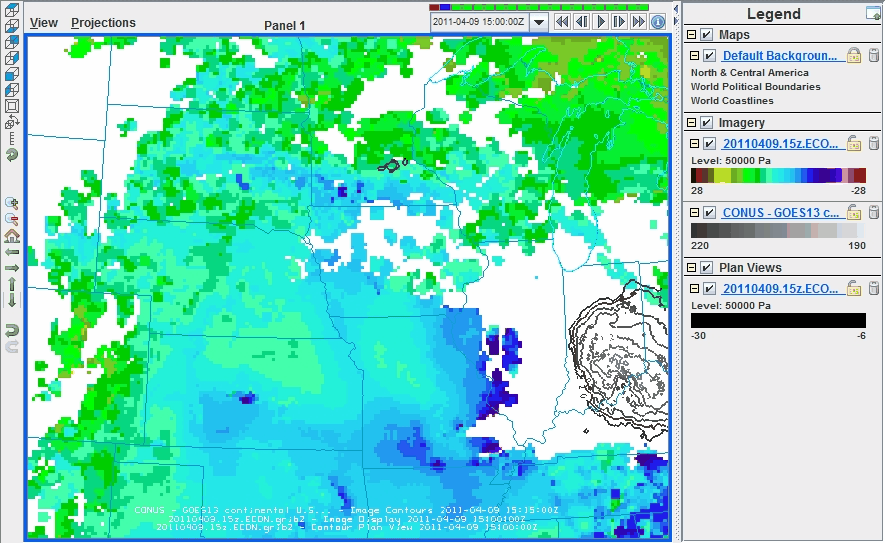 View Projections Panel 1
2011-04-09 15:00:00Z
Legend
Maps
Default Backgroun...
North & Central America
World Political Boundaries
World Coastlines
Imagery
20110409.15z.ECO...
Level: 50000 Pa
28 -28
CONUS - GOES13 c...
220 190
Plan Views
20110409.15z.ECO...
Level: 50000 Pa
-30 -6
CONUS - GOES13 continental U.S... - Image Contours 2011-04-09 15:15:00Z
20110409.15z.ECON.grib2 - Image Display 2011-04-09 15:00:00Z
20110409.15z.ECON.grib2 - Contour Plan View 2011-04-09 15:00:00Z